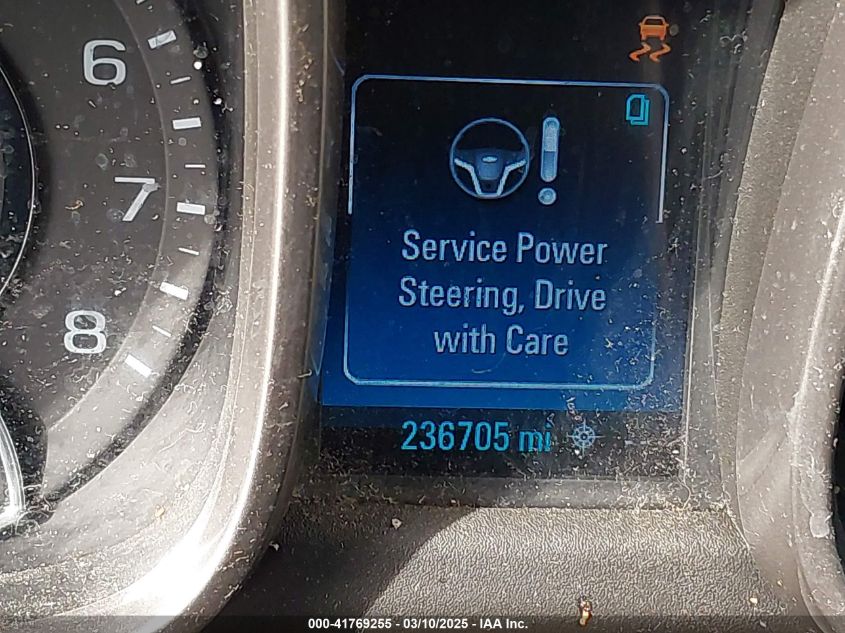 6
7
8
Service Power
Steering, Drive
with Care
236705 mi
000-41769255 — 03/10/2025 — IAA Inc.